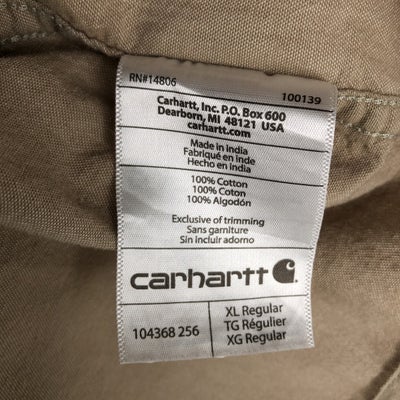 RN#14806
100139
Carhartt, Inc. P.O. Box 600
Dearborn, MI 48121 USA
carhartt.com
Made in India
Fabriqué en inde
Hecho en India
100% Cotton
100% Coton
100% Algodón
Exclusive of trimming
Sans garniture
Sin incluir adorno
carhartt
104368 256
XL Regular
TG Régulier
XG Regular